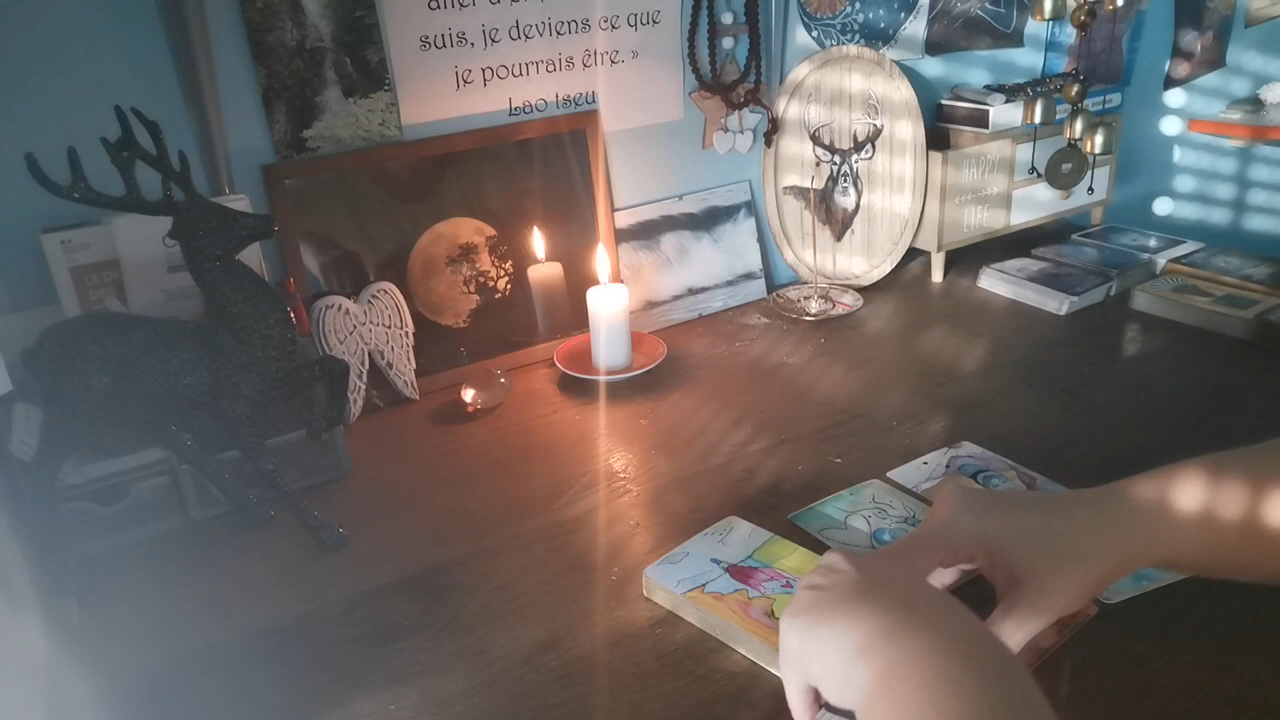 suis, je deviens ce que
je pourrais être. »
Lao tseu
HAPPY
LIFE